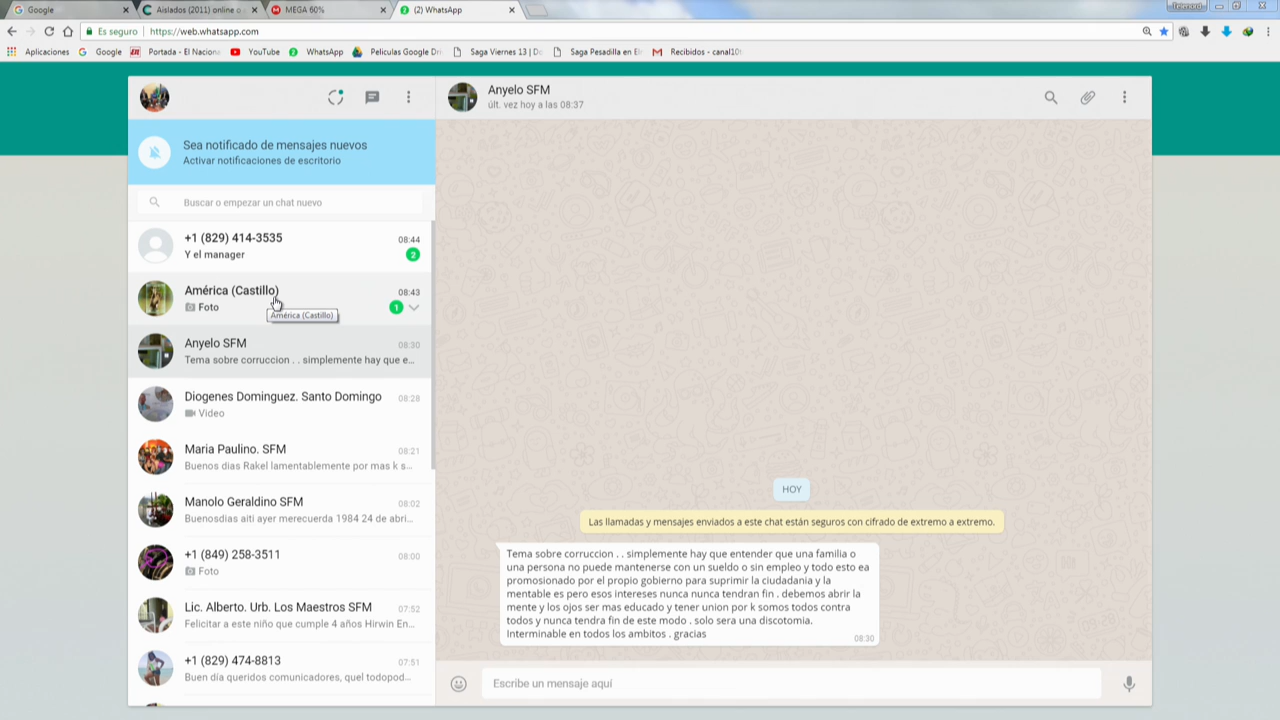 Google
Aislados (2011) online o
MEGA 60%
(2) WhatsApp
Es seguro
https://web.whatsapp.com
Aplicaciones
Google
Portada - El Nacion
YouTube
WhatsApp
Peliculas Google Dri
Saga Viernes 13 | Do
Saga Pesadilla en El
Recibidos - canal10
Anyelo SFM
últ. vez hoy a las 08:37
Sea notificado de mensajes nuevos
Activar notificaciones de escritorio
Buscar o empezar un chat nuevo
+1 (829) 414-3535
08:44
Y el manager
2
América (Castillo)
08:43
Foto
1
América (Castillo)
Anyelo SFM
08:30
Tema sobre corruccion . . simplemente hay que e...
Diogenes Dominguez. Santo Domingo
08:28
Video
Maria Paulino. SFM
08:21
Buenos dias Rakel lamentablemente por mas k s...
Manolo Geraldino SFM
08:02
Buenosdias aiti ayer merecuerda 1984 24 de abri...
+1 (849) 258-3511
08:00
Foto
Lic. Alberto. Urb. Los Maestros SFM
07:52
Felicitar a este niño que cumple 4 años Hirwin En...
+1 (829) 474-8813
07:51
Buen día queridos comunicadores, quel todopod...
HOY
Las llamadas y mensajes enviados a este chat están seguros con cifrado de extremo a extremo.
Tema sobre corruccion . . simplemente hay que entender que una familia o
una persona no puede mantenerse con un sueldo o sin empleo y todo esto ea
promosionado por el propio gobierno para suprimir la ciudadania y la
mentable es pero esos intereses nunca nunca tendran fin . debemos abrir la
mente y los ojos ser mas educado y tener union por k somos todos contra
todos y nunca tendra fin de este modo . solo sera una discotomia.
Interminable en todos los ambitos . gracias
08:30
Escribe un mensaje aquí